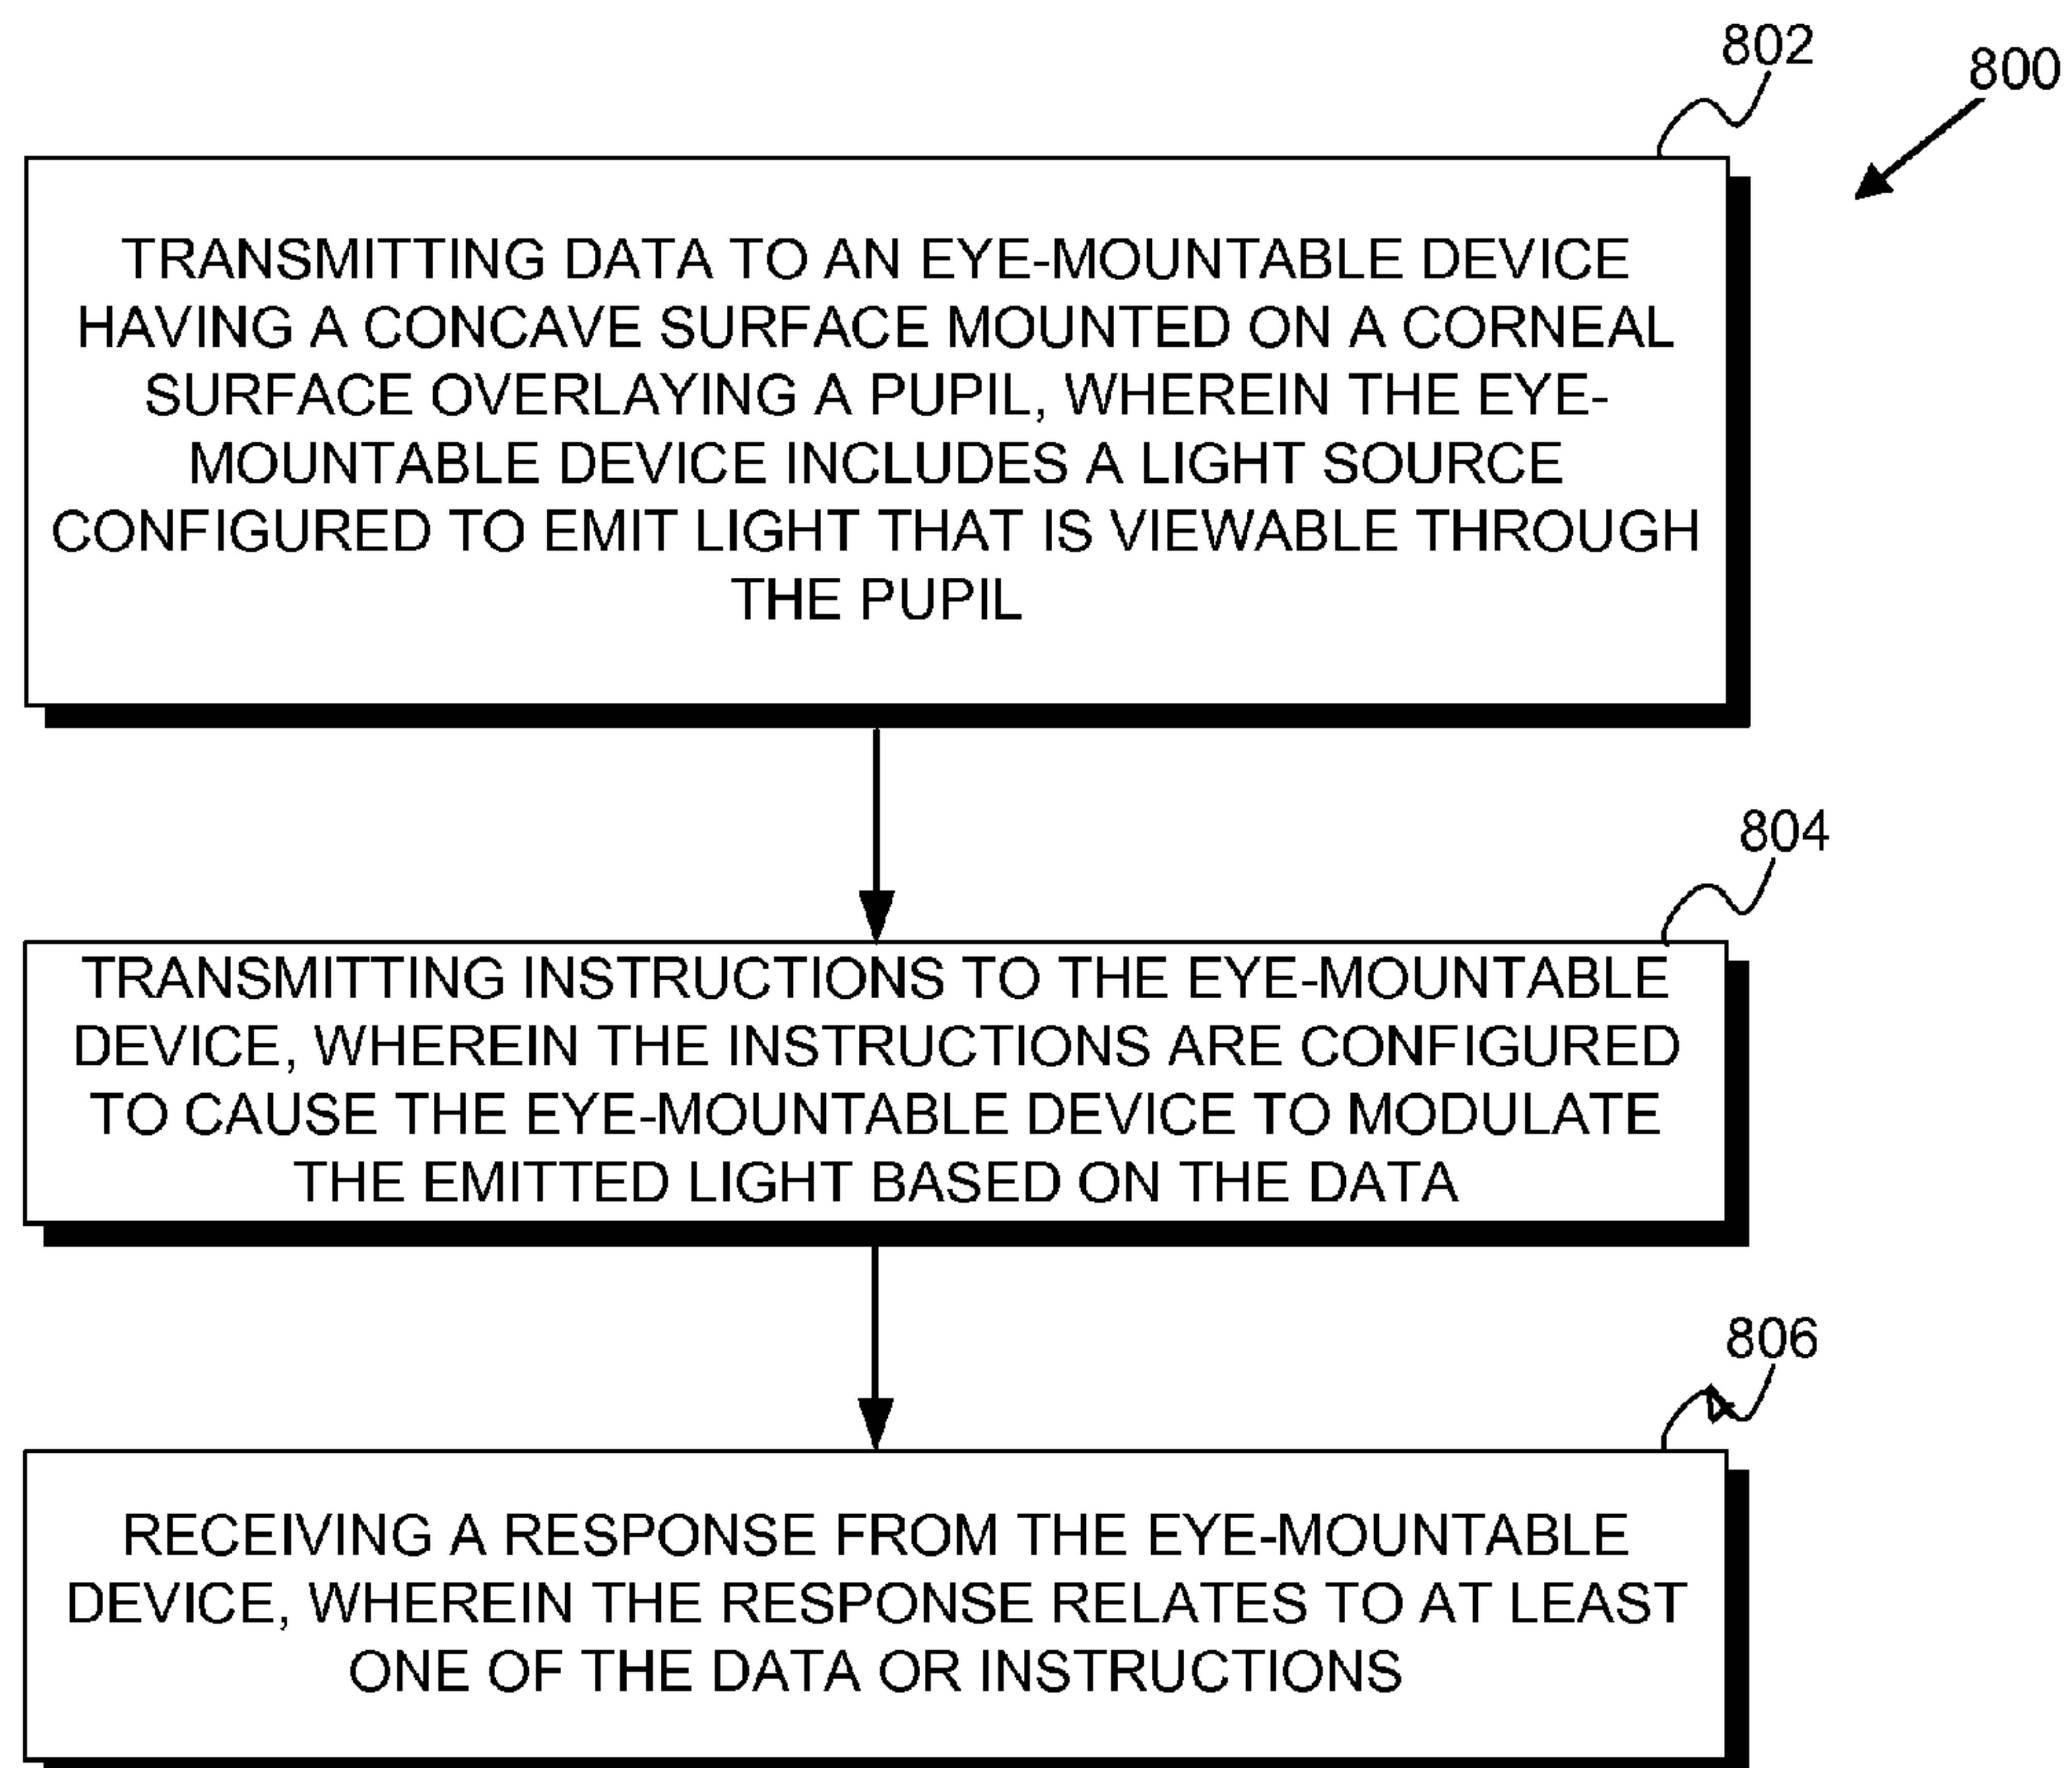 802
800
TRANSMITTING DATA TO AN EYE-MOUNTABLE DEVICE
HAVING A CONCAVE SURFACE MOUNTED ON A CORNEAL
SURFACE OVERLAYING A PUPIL, WHEREIN THE EYE-
MOUNTABLE DEVICE INCLUDES A LIGHT SOURCE
CONFIGURED TO EMIT LIGHT THAT IS VIEWABLE THROUGH
THE PUPIL
804
TRANSMITTING INSTRUCTIONS TO THE EYE-MOUNTABLE
DEVICE, WHEREIN THE INSTRUCTIONS ARE CONFIGURED
TO CAUSE THE EYE-MOUNTABLE DEVICE TO MODULATE
THE EMITTED LIGHT BASED ON THE DATA
806
RECEIVING A RESPONSE FROM THE EYE-MOUNTABLE
DEVICE, WHEREIN THE RESPONSE RELATES TO AT LEAST
ONE OF THE DATA OR INSTRUCTIONS